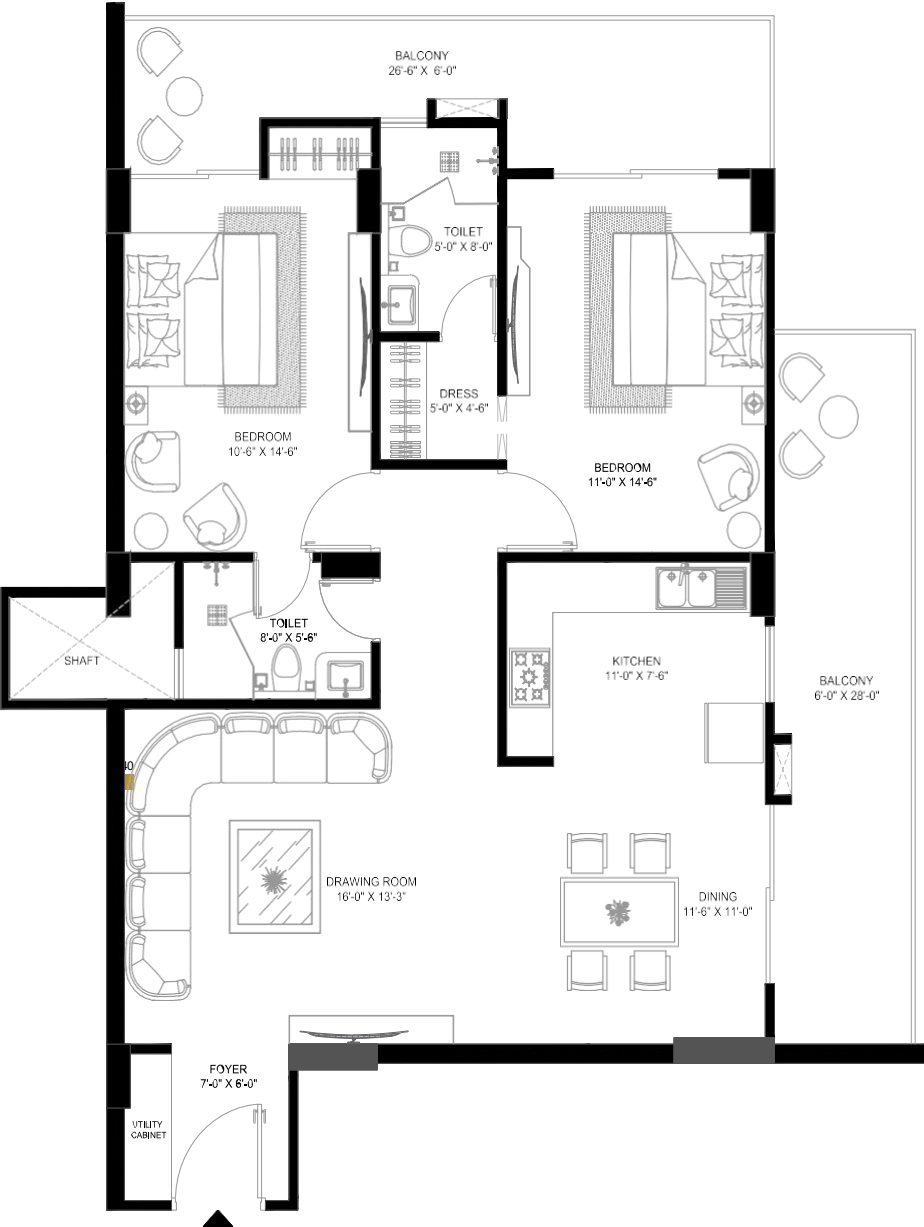 BALCONY
26'-6" X 6'-0"
TOILET
5'-0" X 8'-0"
DRESS
5'-0" X 4'-6"
BEDROOM
10'-6" X 14'-6"
BEDROOM
11'-0" X 14'-6"
TOILET
8'-0" X 5'-6"
SHAFT
KITCHEN
11'-0" X 7'-6"
BALCONY
6'-0" X 28'-0"
DRAWING ROOM
16'-0" X 13'-3"
DINING
11'-6" X 11'-0"
FOYER
7'-0" X 6'-0"
UTILITY
CABINET